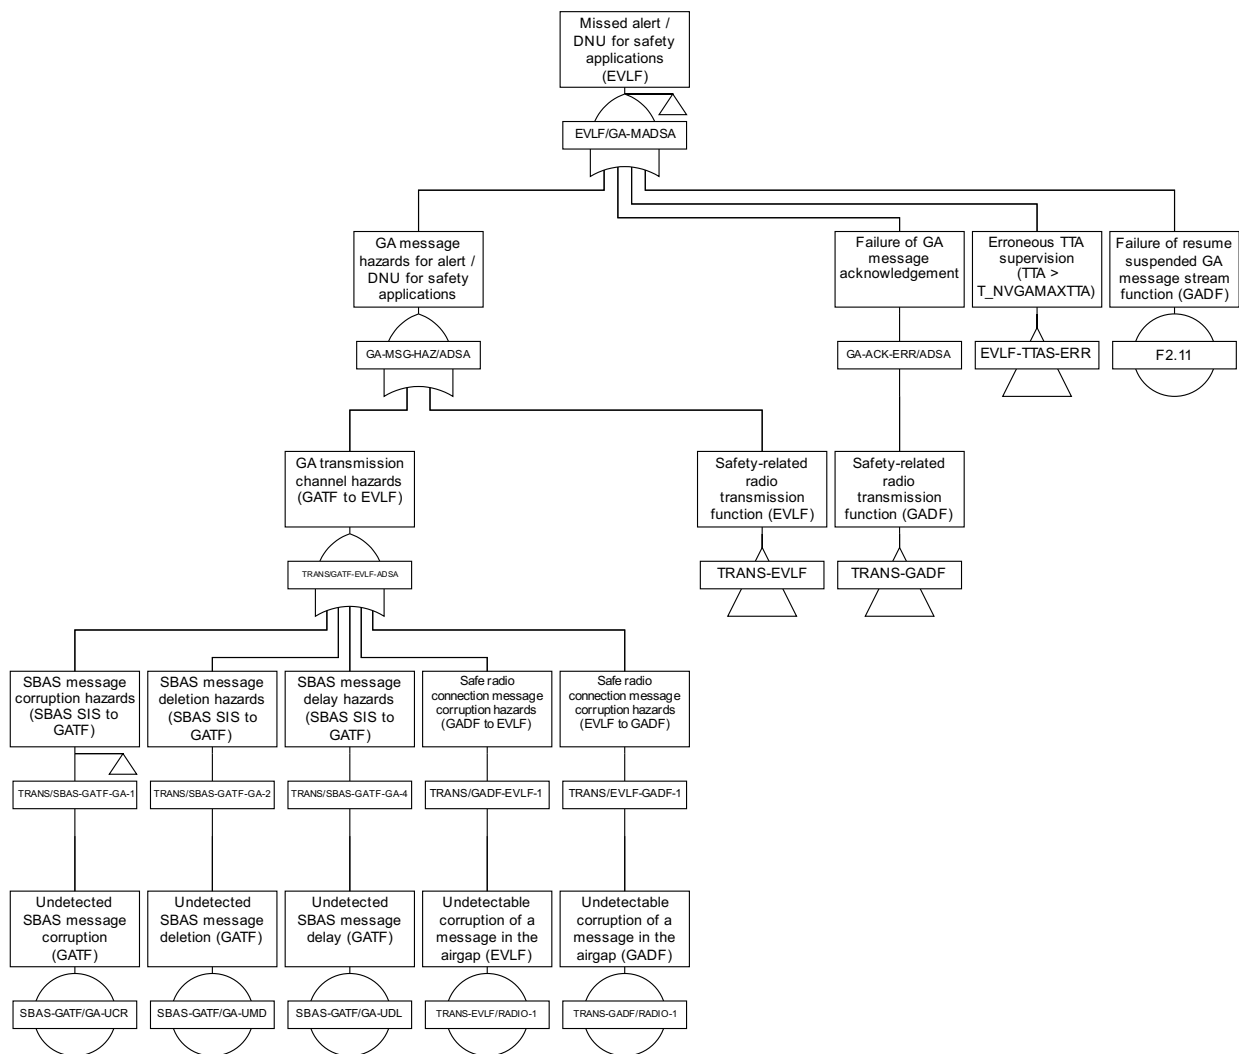 Missed alert /
DNU for safety
applications
(EVLF)
EVLF/GA-MADSA
GA message
hazards for alert /
DNU for safety
applications
Failure of GA
message
acknowledgement
Erroneous TTA
supervision
(TTA >
T_NVGAMAXTTA)
Failure of resume
suspended GA
message stream
function (GADF)
GA-MSG-HAZ/ADSA
GA-ACK-ERR/ADSA
EVLF-TTAS-ERR
F2.11
GA transmission
channel hazards
(GATF to EVLF)
Safety-related
radio
transmission
function (EVLF)
Safety-related
radio
transmission
function (GADF)
TRANS/GATF-EVLF-ADSA
TRANS-EVLF
TRANS-GADF
SBAS message
corruption hazards
(SBAS SIS to
GATF)
SBAS message
deletion hazards
(SBAS SIS to
GATF)
SBAS message
delay hazards
(SBAS SIS to
GATF)
Safe radio
connection message
corruption hazards
(GADF to EVLF)
Safe radio
connection message
corruption hazards
(EVLF to GADF)
TRANS/SBAS-GATF-GA-1
TRANS/SBAS-GATF-GA-2
TRANS/SBAS-GATF-GA-4
TRANS/GADF-EVLF-1
TRANS/EVLF-GADF-1
Undetected
SBAS message
corruption
(GATF)
Undetected
SBAS message
deletion (GATF)
Undetected
SBAS message
delay (GATF)
Undetectable
corruption of a
message in the
airgap (EVLF)
Undetectable
corruption of a
message in the
airgap (GADF)
SBAS-GATF/GA-UCR
SBAS-GATF/GA-UMD
SBAS-GATF/GA-UDL
TRANS-EVLF/RADIO-1
TRANS-GADF/RADIO-1